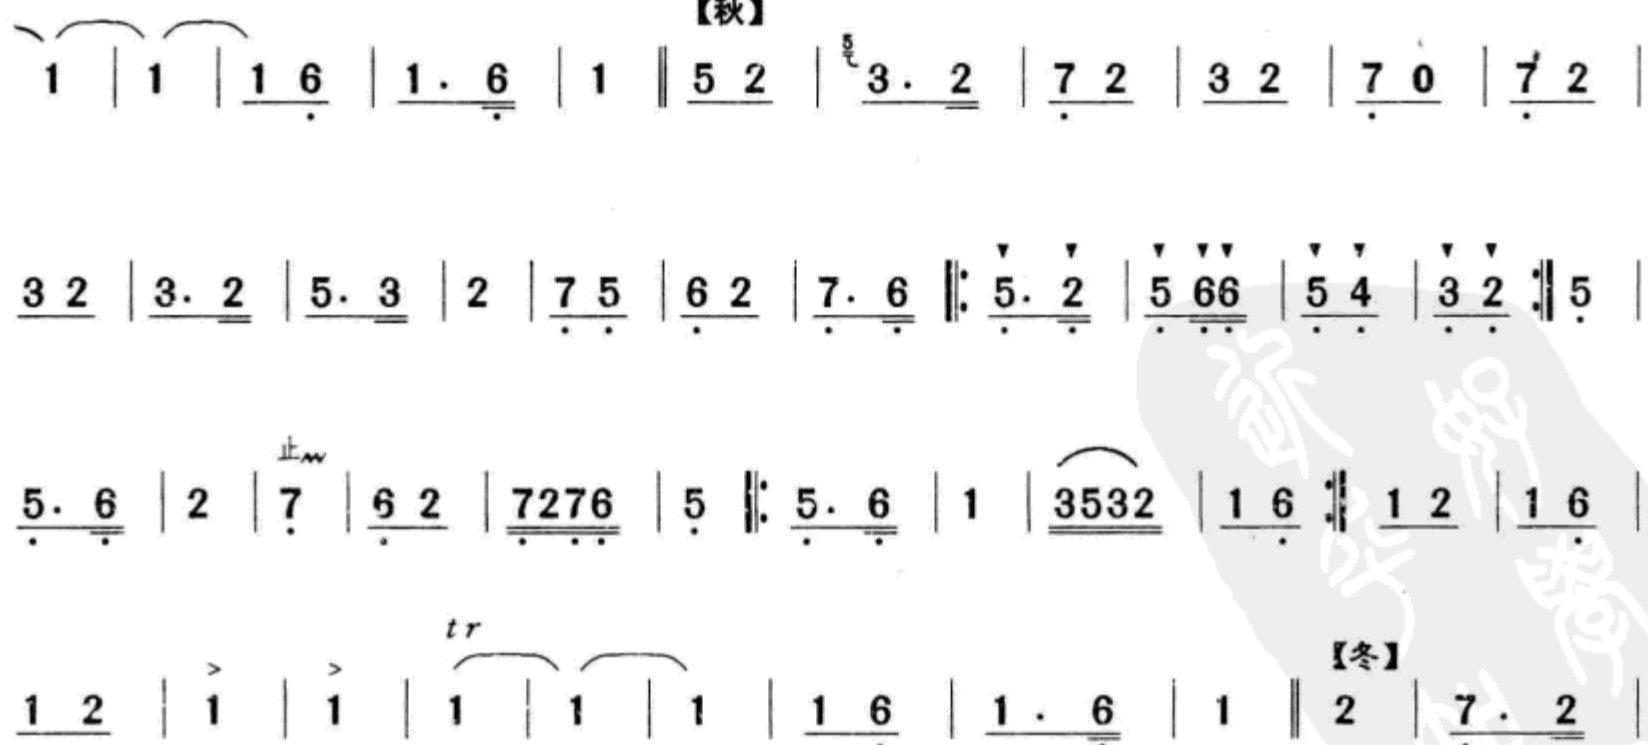 【秋】
1 | 1 | 1 6 | 1 . 6 | 1 || 5 2 | 5 3 . 2 | 7 2 | 3 2 | 7 0 | 7 2 |
3 2 | 3 . 2 | 5 . 3 | 2 | 7 5 | 6 2 | 7 . 6 |: 5 . 2 | 5 66 | 5 4 | 3 2 :| 5 |
止
5 . 6 | 2 | 7 | 6 2 | 7276 | 5 |: 5 . 6 | 1 | 3532 | 1 6 :| 1 2 | 1 6 |
tr
【冬】
1 2 | 1 | 1 | 1 | 1 | 1 | 1 6 | 1 . 6 | 1 || 2 | 7 . 2 |